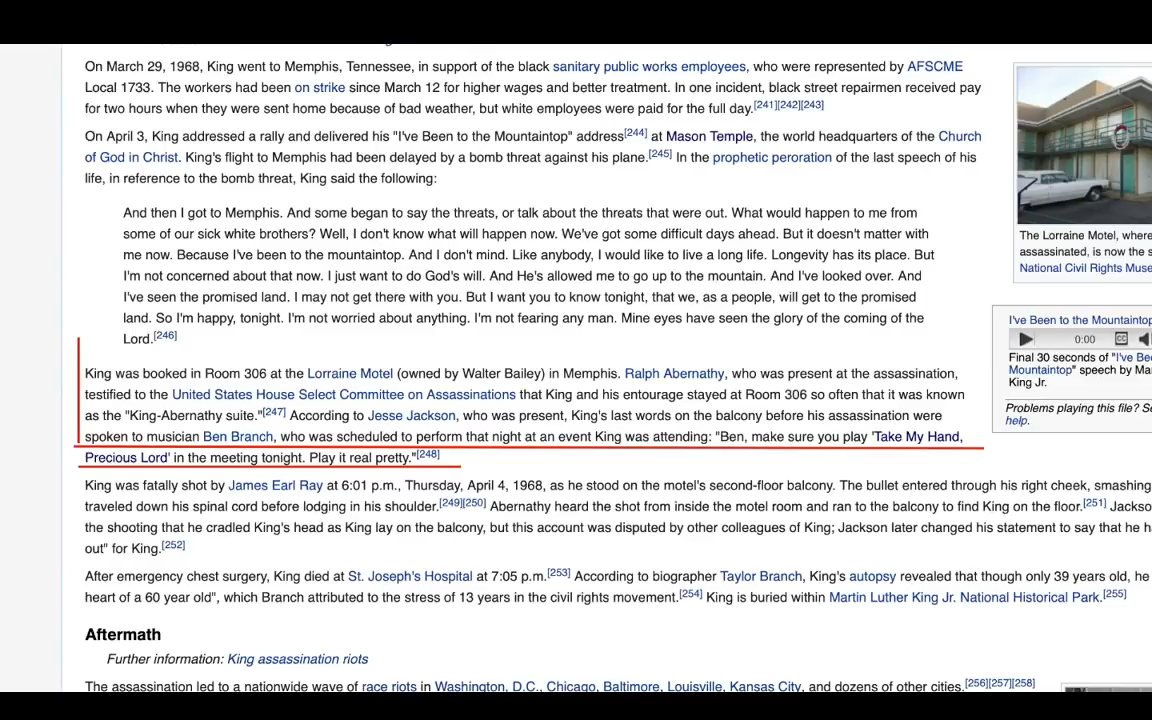 On March 29, 1968, King went to Memphis, Tennessee, in support of the black sanitary public works employees, who were represented by AFSCME
Local 1733. The workers had been on strike since March 12 for higher wages and better treatment. In one incident, black street repairmen received pay
for two hours when they were sent home because of bad weather, but white employees were paid for the full day.[241][242][243]
On April 3, King addressed a rally and delivered his "I've Been to the Mountaintop" address[244] at Mason Temple, the world headquarters of the Church
of God in Christ. King's flight to Memphis had been delayed by a bomb threat against his plane.[245] In the prophetic peroration of the last speech of his
life, in reference to the bomb threat, King said the following:
And then I got to Memphis. And some began to say the threats, or talk about the threats that were out. What would happen to me from
some of our sick white brothers? Well, I don't know what will happen now. We've got some difficult days ahead. But it doesn't matter with
me now. Because I've been to the mountaintop. And I don't mind. Like anybody, I would like to live a long life. Longevity has its place. But
I'm not concerned about that now. I just want to do God's will. And He's allowed me to go up to the mountain. And I've looked over. And
I've seen the promised land. I may not get there with you. But I want you to know tonight, that we, as a people, will get to the promised
land. So I'm happy, tonight. I'm not worried about anything. I'm not fearing any man. Mine eyes have seen the glory of the coming of the
Lord.[246]
King was booked in Room 306 at the Lorraine Motel (owned by Walter Bailey) in Memphis. Ralph Abernathy, who was present at the assassination,
testified to the United States House Select Committee on Assassinations that King and his entourage stayed at Room 306 so often that it was known
as the "King-Abernathy suite."[247] According to Jesse Jackson, who was present, King's last words on the balcony before his assassination were
spoken to musician Ben Branch, who was scheduled to perform that night at an event King was attending: "Ben, make sure you play 'Take My Hand,
Precious Lord' in the meeting tonight. Play it real pretty."[248]
King was fatally shot by James Earl Ray at 6:01 p.m., Thursday, April 4, 1968, as he stood on the motel's second-floor balcony. The bullet entered through his right cheek, smashing
traveled down his spinal cord before lodging in his shoulder.[249][250] Abernathy heard the shot from inside the motel room and ran to the balcony to find King on the floor.[251] Jackso
the shooting that he cradled King's head as King lay on the balcony, but this account was disputed by other colleagues of King; Jackson later changed his statement to say that he ha
out" for King.[252]
After emergency chest surgery, King died at St. Joseph's Hospital at 7:05 p.m.[253] According to biographer Taylor Branch, King's autopsy revealed that though only 39 years old, he
heart of a 60 year old", which Branch attributed to the stress of 13 years in the civil rights movement.[254] King is buried within Martin Luther King Jr. National Historical Park.[255]
Aftermath
Further information: King assassination riots
The assassination led to a nationwide wave of race riots in Washington, D.C., Chicago, Baltimore, Louisville, Kansas City, and dozens of other cities.[256][257][258]
The Lorraine Motel, where
assassinated, is now the s
National Civil Rights Muse
I've Been to the Mountaintop
0:00
CC
Final 30 seconds of "I've Bee
Mountaintop" speech by Ma
King Jr.
Problems playing this file? Se
help.